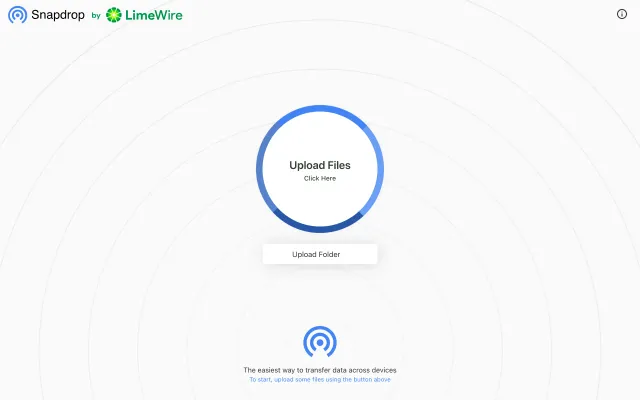 Snapdrop by LimeWire
Upload Files
Click Here
Upload Folder
The easiest way to transfer data across devices
To start, upload some files using the button above